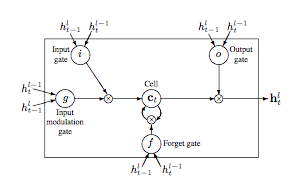 h_{t-1}^l h_t^{l-1}
h_{t-1}^l h_t^{l-1}
Input
gate
i
o
Output
gate
Cell
h_t^{l-1}
g
⊗
c_t
⊗
h_t^l
h_{t-1}^l
Input
modulation
gate
⊗
f
Forget gate
h_{t-1}^l h_t^{l-1}